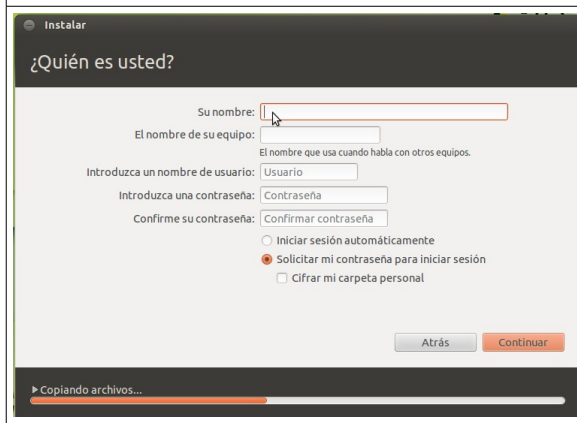 Instalar
¿Quién es usted?
Su nombre:
El nombre de su equipo:
El nombre que usa cuando habla con otros equipos.
Introduzca un nombre de usuario: Usuario
Introduzca una contraseña: Contraseña
Confirme su contraseña: Confirmar contraseña
Iniciar sesión automáticamente
Solicitar mi contraseña para iniciar sesión
Cifrar mi carpeta personal
Atrás Continuar
Copiando archivos...